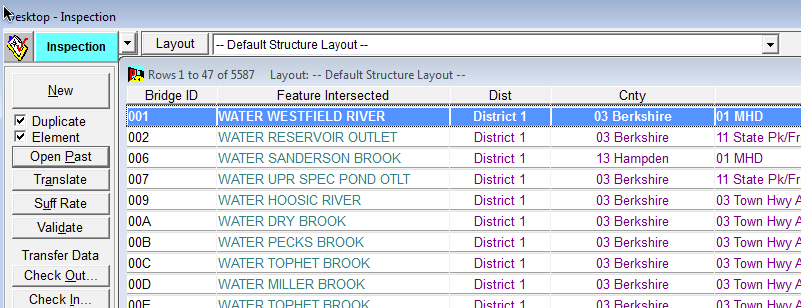 Desktop - Inspection
Inspection
Layout
-- Default Structure Layout --
New
Duplicate
Element
Open Past
Translate
Suff Rate
Validate
Transfer Data
Check Out...
Check In...
Rows 1 to 47 of 5587 Layout: -- Default Structure Layout --
Bridge ID Feature Intersected Dist Cnty
001 WATER WESTFIELD RIVER District 1 03 Berkshire 01 MHD
002 WATER RESERVOIR OUTLET District 1 03 Berkshire 11 State Pk/Fr
006 WATER SANDERSON BROOK District 1 13 Hampden 01 MHD
007 WATER UPR SPEC POND OTLT District 1 03 Berkshire 11 State Pk/Fr
009 WATER HOOSIC RIVER District 1 03 Berkshire 03 Town Hwy A
00A WATER DRY BROOK District 1 03 Berkshire 03 Town Hwy A
00B WATER PECKS BROOK District 1 03 Berkshire 03 Town Hwy A
00C WATER TOPHET BROOK District 1 03 Berkshire 03 Town Hwy A
00D WATER MILLER BROOK District 1 03 Berkshire 03 Town Hwy A
00E WATER TOPHET BROOK District 1 03 Berkshire 03 Town Hwy A